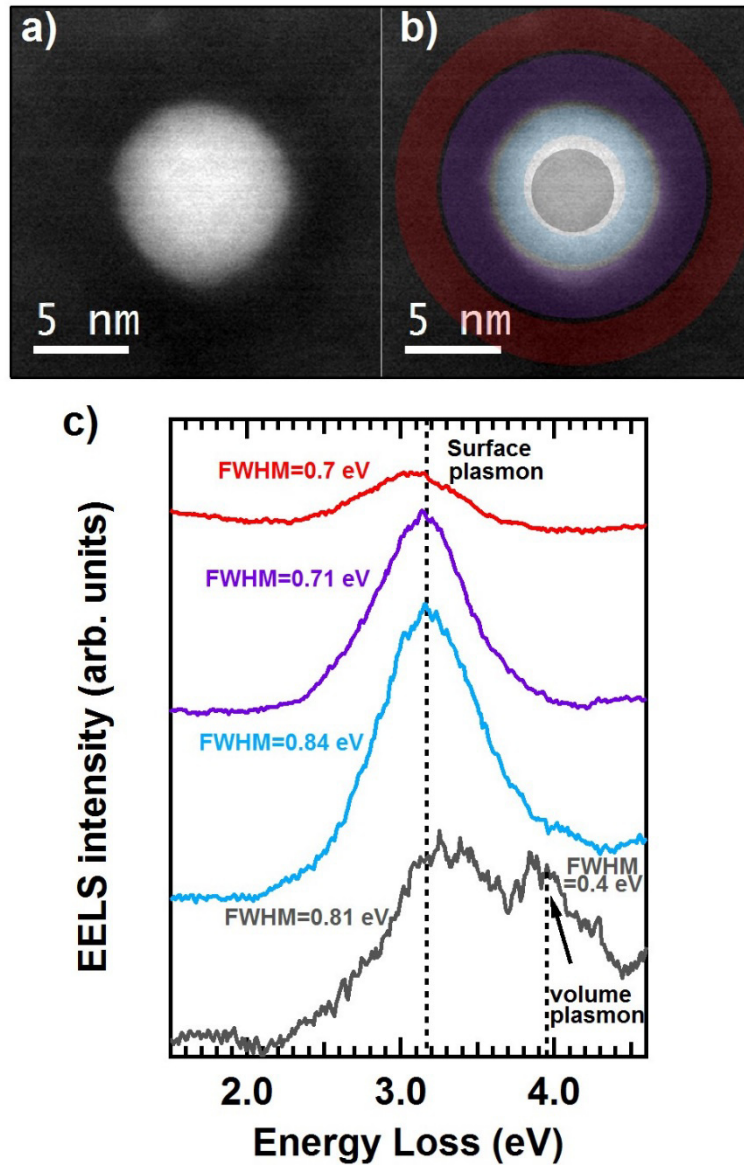 a)
b)
5 nm
5 nm
c)
FWHM=0.7 eV
Surface
plasmon
FWHM=0.71 eV
FWHM=0.84 eV
FWHM
=0.4 eV
FWHM=0.81 eV
volume
plasmon
EELS intensity (arb. units)
2.0 3.0 4.0
Energy Loss (eV)